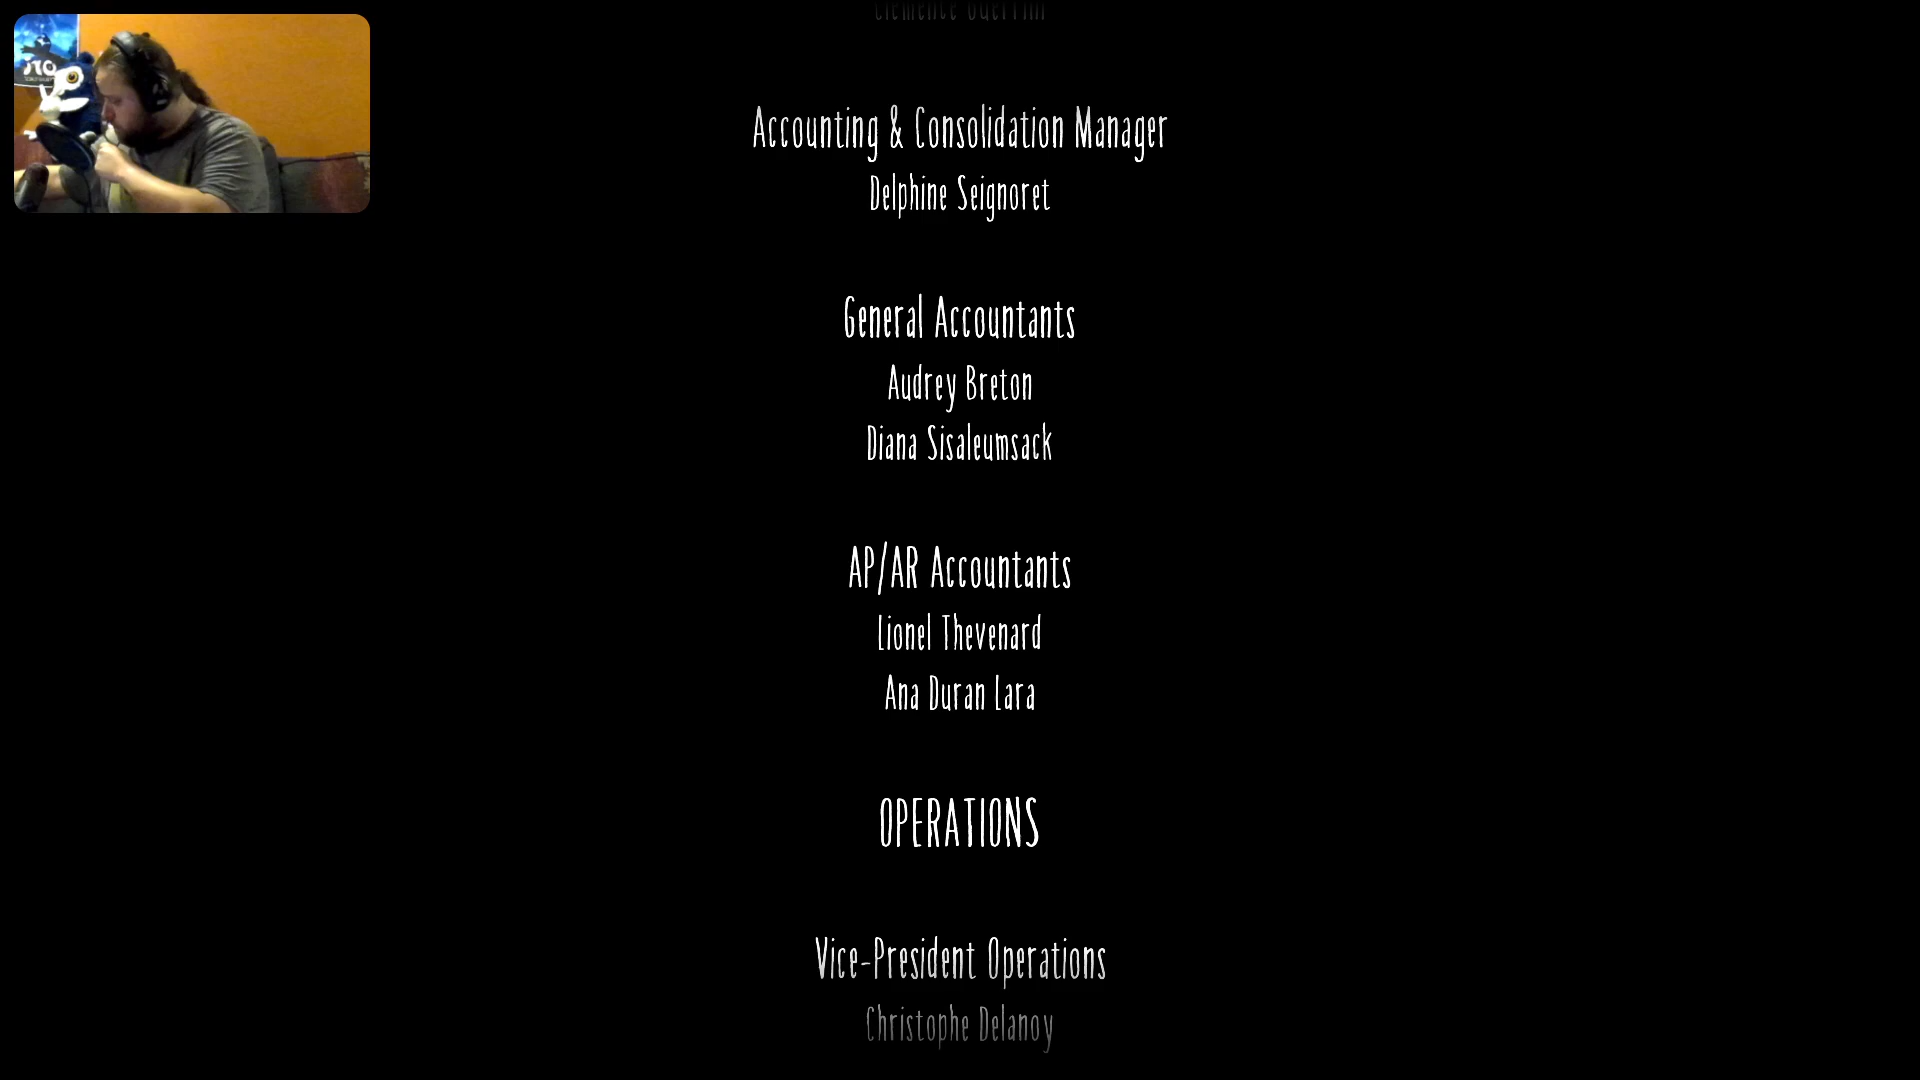 Accounting & Consolidation Manager
Delphine Seignoret
General Accountants
Audrey Breton
Diana Sisaleumsack
AP/AR Accountants
Lionel Thevenard
Ana Duran Lara
OPERATIONS
Vice-President Operations
Christophe Delanoy